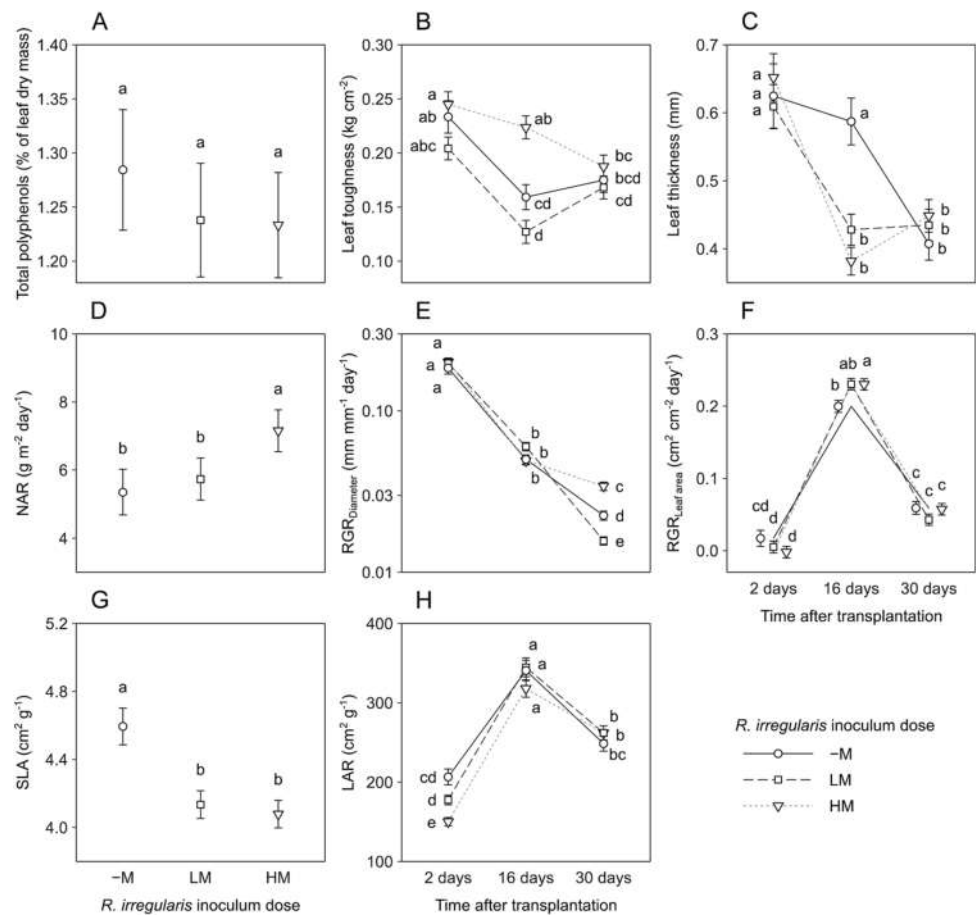 A
Total polyphenols (% of leaf dry mass)
1.40
1.35
1.30
1.25
1.20
a
a
a
B
Leaf toughness (kg cm⁻²)
0.30
0.25
0.20
0.15
0.10
a
ab
abc
ab
cd
d
bc
bcd
cd
C
Leaf thickness (mm)
0.7
0.6
0.5
0.4
a
a
a
a
b
b
b
b
b
D
NAR (g m⁻² day⁻¹)
10
8
6
4
b
b
a
E
RGR_Diameter (mm mm⁻¹ day⁻¹)
0.30
0.10
0.03
0.01
a
a
a
b
b
b
c
d
e
F
RGR_Leaf area (cm² cm⁻² day⁻¹)
0.3
0.2
0.1
0.0
cd
d
d
b
ab
a
c
c
c
2 days 16 days 30 days
Time after transplantation
G
SLA (cm² g⁻¹)
5.2
4.8
4.4
4.0
a
b
b
−M LM HM
R. irregularis inoculum dose
H
LAR (cm² g⁻¹)
400
300
200
100
cd
d
e
a
a
a
b
b
bc
2 days 16 days 30 days
Time after transplantation
R. irregularis inoculum dose
−M
LM
HM